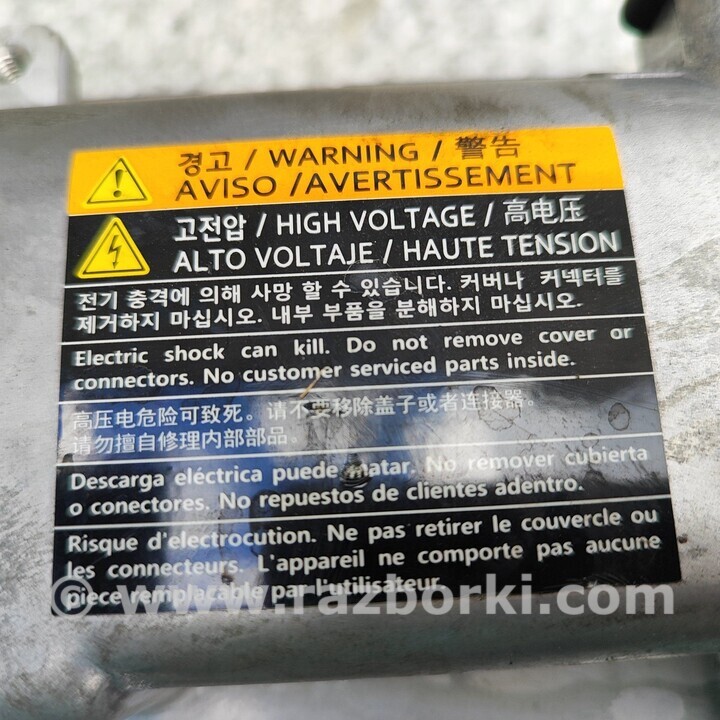 경고 / WARNING / 警告
AVISO /AVERTISSEMENT
고전압 / HIGH VOLTAGE / 高电压
ALTO VOLTAJE / HAUTE TENSION
전기 충격에 의해 사망 할 수 있습니다. 커버나 커넥터를
제거하지 마십시오. 내부 부품을 분해하지 마십시오.
Electric shock can kill. Do not remove cover or
connectors. No customer serviced parts inside.
高压电危险可致死。请不要移除盖子或者连接器。
请勿擅自修理内部部品。
Descarga eléctrica puede matar. No remover cubierta
o conectores. No repuestos de clientes adentro.
Risque d'electrocution. Ne pas retirer le couvercle ou
les connecteurs. L'appareil ne comporte pas aucune
piece remplaçable par l'utilisateur.
© www.razborki.com